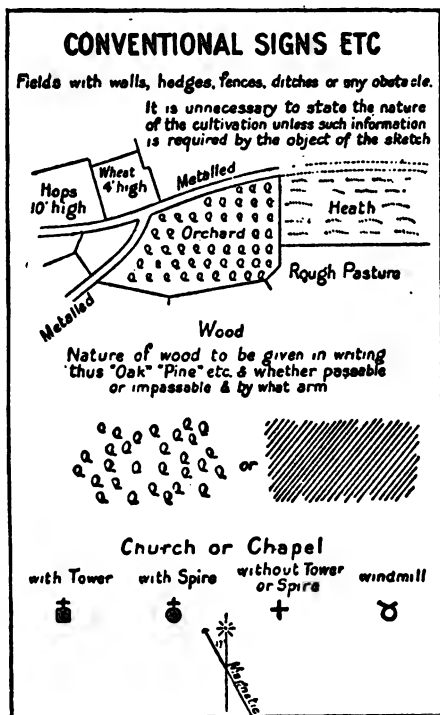 CONVENTIONAL SIGNS ETC
Fields with walls, hedges, fences, ditches or any obstacle.
It is unnecessary to state the nature
of the cultivation unless such information
is required by the object of the sketch
Hops
10' high
Wheat
4' high
Metalled
Orchard
Heath
Metalled
Rough Pasture
Wood
Nature of wood to be given in writing
thus "Oak" "Pine" etc. & whether passable
or impassable & by what arm
or
Church or Chapel
with Tower
with Spire
without Tower
or Spire
windmill
Magnetic